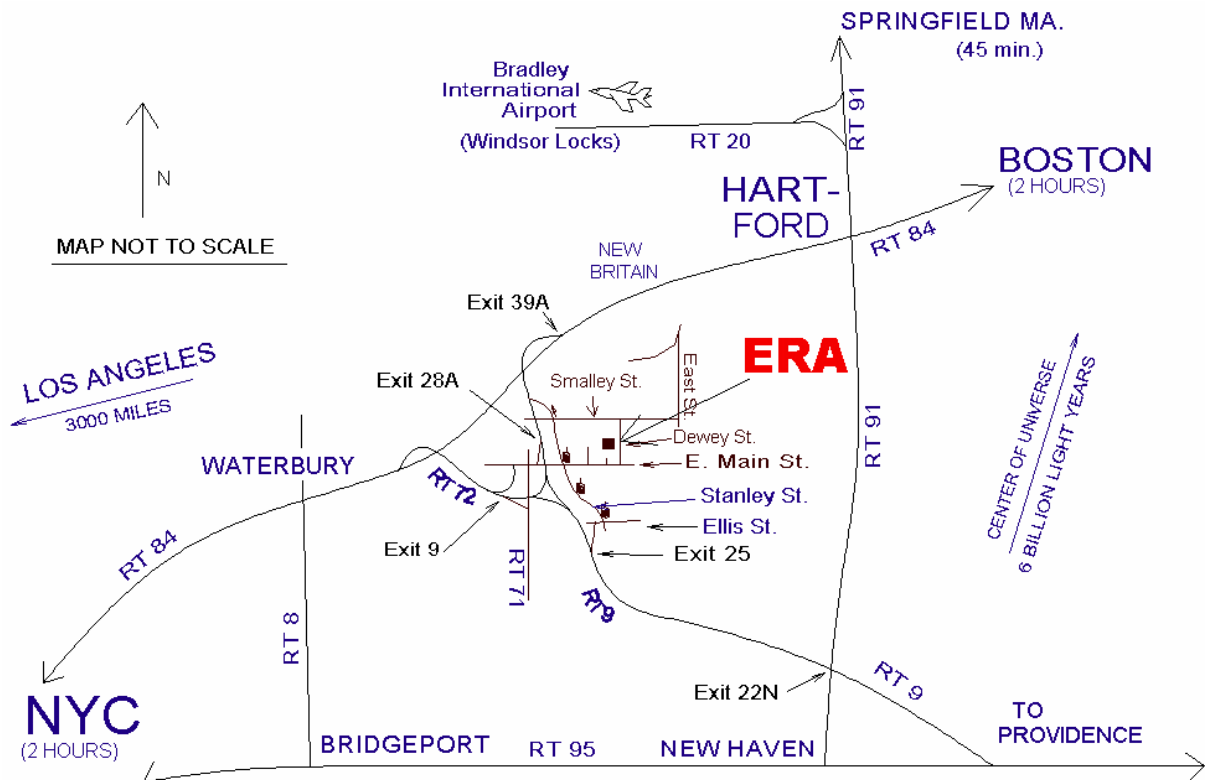 SPRINGFIELD MA.
(45 min.)
Bradley
International
Airport
(Windsor Locks)
RT 20
RT 91
N
HART-
FORD
BOSTON
(2 HOURS)
MAP NOT TO SCALE
NEW
BRITAIN
RT 84
Exit 39A
LOS ANGELES
3000 MILES
Exit 28A
Smalley St.
East St.
ERA
CENTER OF UNIVERSE
6 BILLION LIGHT YEARS
Dewey St.
RT 91
WATERBURY
RT 72
E. Main St.
Stanley St.
Ellis St.
RT 84
Exit 9
Exit 25
RT 71
RT 9
RT 8
Exit 22N
RT 9
NYC
(2 HOURS)
TO
PROVIDENCE
BRIDGEPORT
RT 95
NEW HAVEN